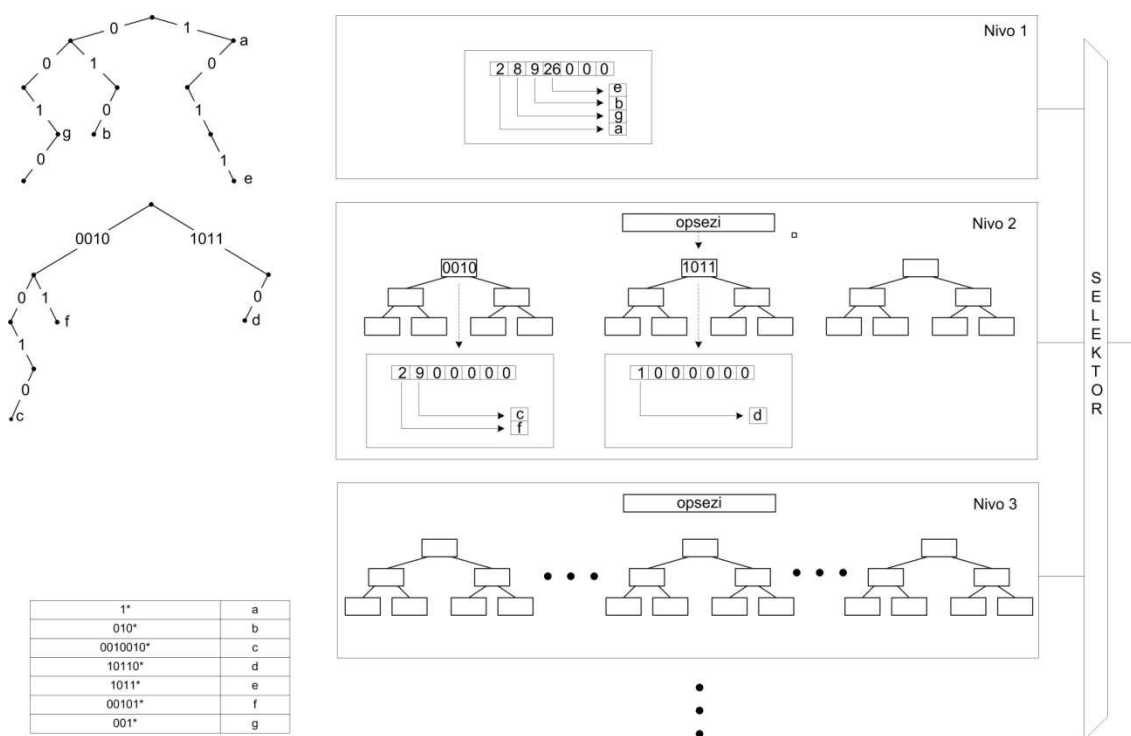 0 1
a
0 1 0
1 g 0 b 1
0 1
e
0010 1011
0 1 0
f d
1
0
c
1* a
010* b
0010010* c
10110* d
1011* e
00101* f
001* g
Nivo 1
2 8 9 26 0 0 0
e
b
g
a
Nivo 2
opsezi
0010 1011
2 9 0 0 0 0 0
c
f
1 0 0 0 0 0 0
d
Nivo 3
opsezi
SELEKTOR